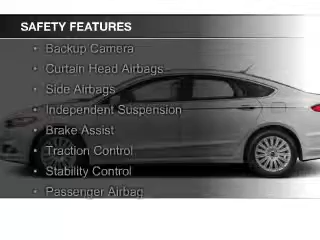 SAFETY FEATURES
• Backup Camera
• Curtain Head Airbags
• Side Airbags
• Independent Suspension
• Brake Assist
• Traction Control
• Stability Control
• Passenger Airbag